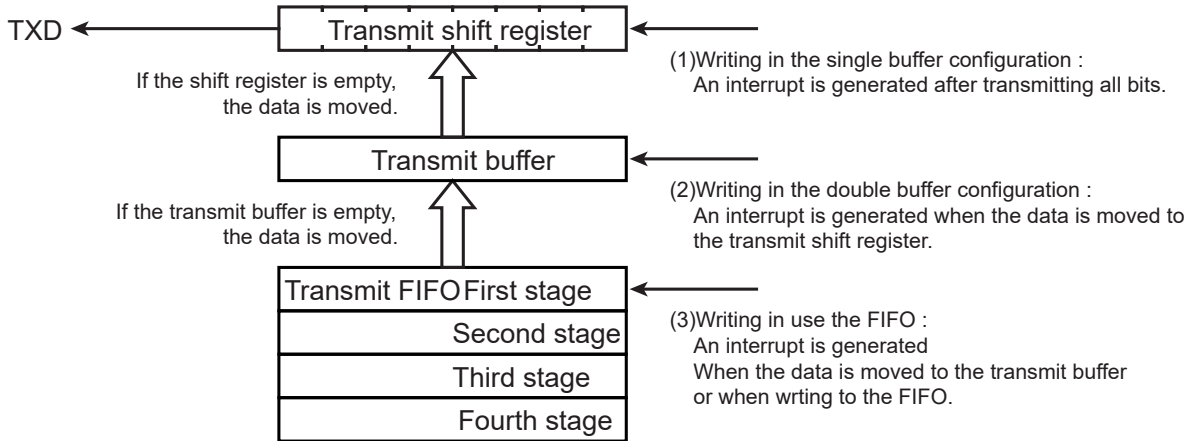 TXD
Transmit shift register
(1)Writing in the single buffer configuration :
An interrupt is generated after transmitting all bits.
If the shift register is empty,
the data is moved.
Transmit buffer
(2)Writing in the double buffer configuration :
An interrupt is generated when the data is moved to
the transmit shift register.
If the transmit buffer is empty,
the data is moved.
Transmit FIFO First stage
Second stage
Third stage
Fourth stage
(3)Writing in use the FIFO :
An interrupt is generated
When the data is moved to the transmit buffer
or when wrting to the FIFO.